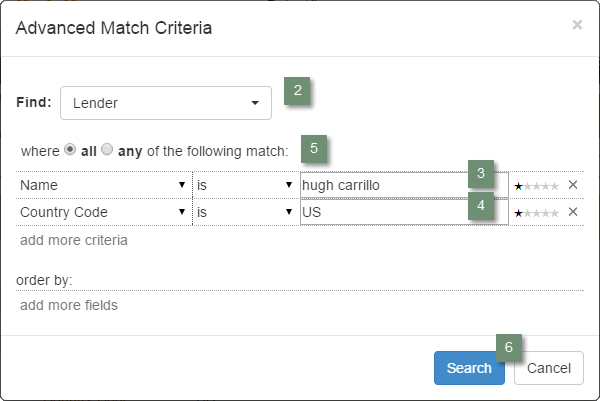 Advanced Match Criteria ×
Find: Lender 2
where all any of the following match: 5
Name is hugh carrillo 3
Country Code is US 4
add more criteria
order by:
add more fields
6
Search Cancel